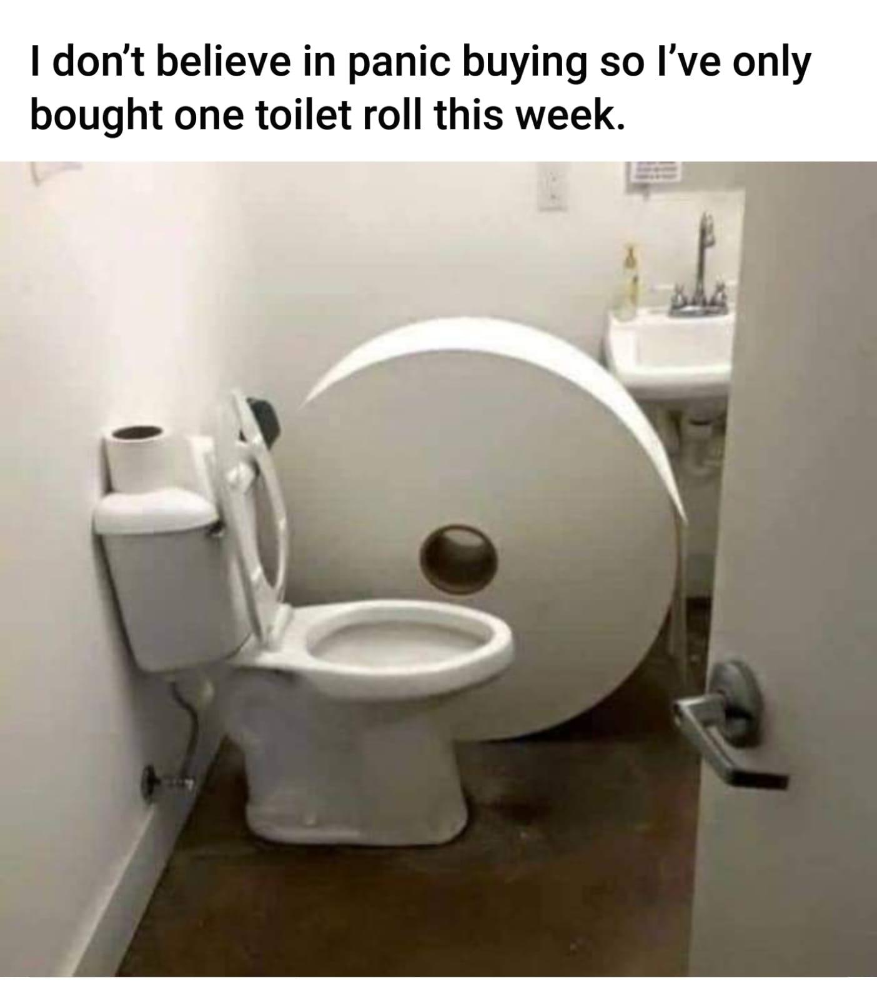 I don’t believe in panic buying so I’ve only
bought one toilet roll this week.